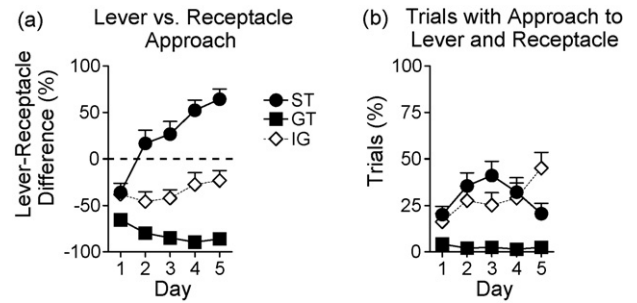 (a) Lever vs. Receptacle
Approach
Lever-Receptacle
Difference (%)
100
50
0
-50
-100
1 2 3 4 5
Day
ST
GT
IG
(b) Trials with Approach to
Lever and Receptacle
Trials (%)
100
75
50
25
0
1 2 3 4 5
Day